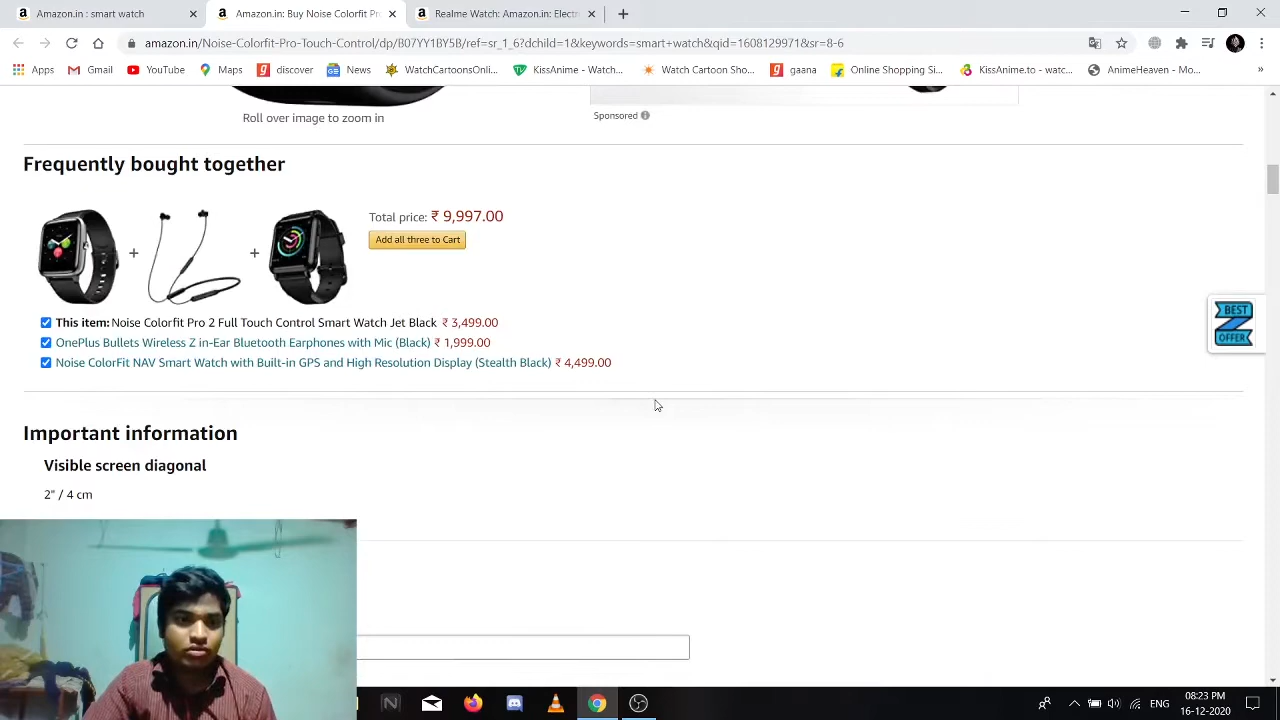 Amazon.in : smart watch
Amazon.in: Buy Noise Colorfit Pr
Realme Watch: Amazon.in: Electr
amazon.in/Noise-Colorfit-Pro-Touch-Control/dp/B07YY1BY5B/ref=sr_1_6?dchild=1&keywords=smart+watch&qid=1608129971&sr=8-6
Apps
Gmail
YouTube
Maps
discover
News
WatchCartoonsOnli...
KissAnime - Watch...
Watch Cartoon Sho...
gaana
Online Shopping Si...
KissAnime.r... watc...
AnimeHeaven - Mo...
Roll over image to zoom in
Sponsored
Frequently bought together
Total price: ₹ 9,997.00
Add all three to Cart
This item: Noise Colorfit Pro 2 Full Touch Control Smart Watch Jet Black ₹ 3,499.00
OnePlus Bullets Wireless Z in-Ear Bluetooth Earphones with Mic (Black) ₹ 1,999.00
Noise ColorFit NAV Smart Watch with Built-in GPS and High Resolution Display (Stealth Black) ₹ 4,499.00
BEST
OFFER
Important information
Visible screen diagonal
2" / 4 cm
ENG
08:23 PM
16-12-2020